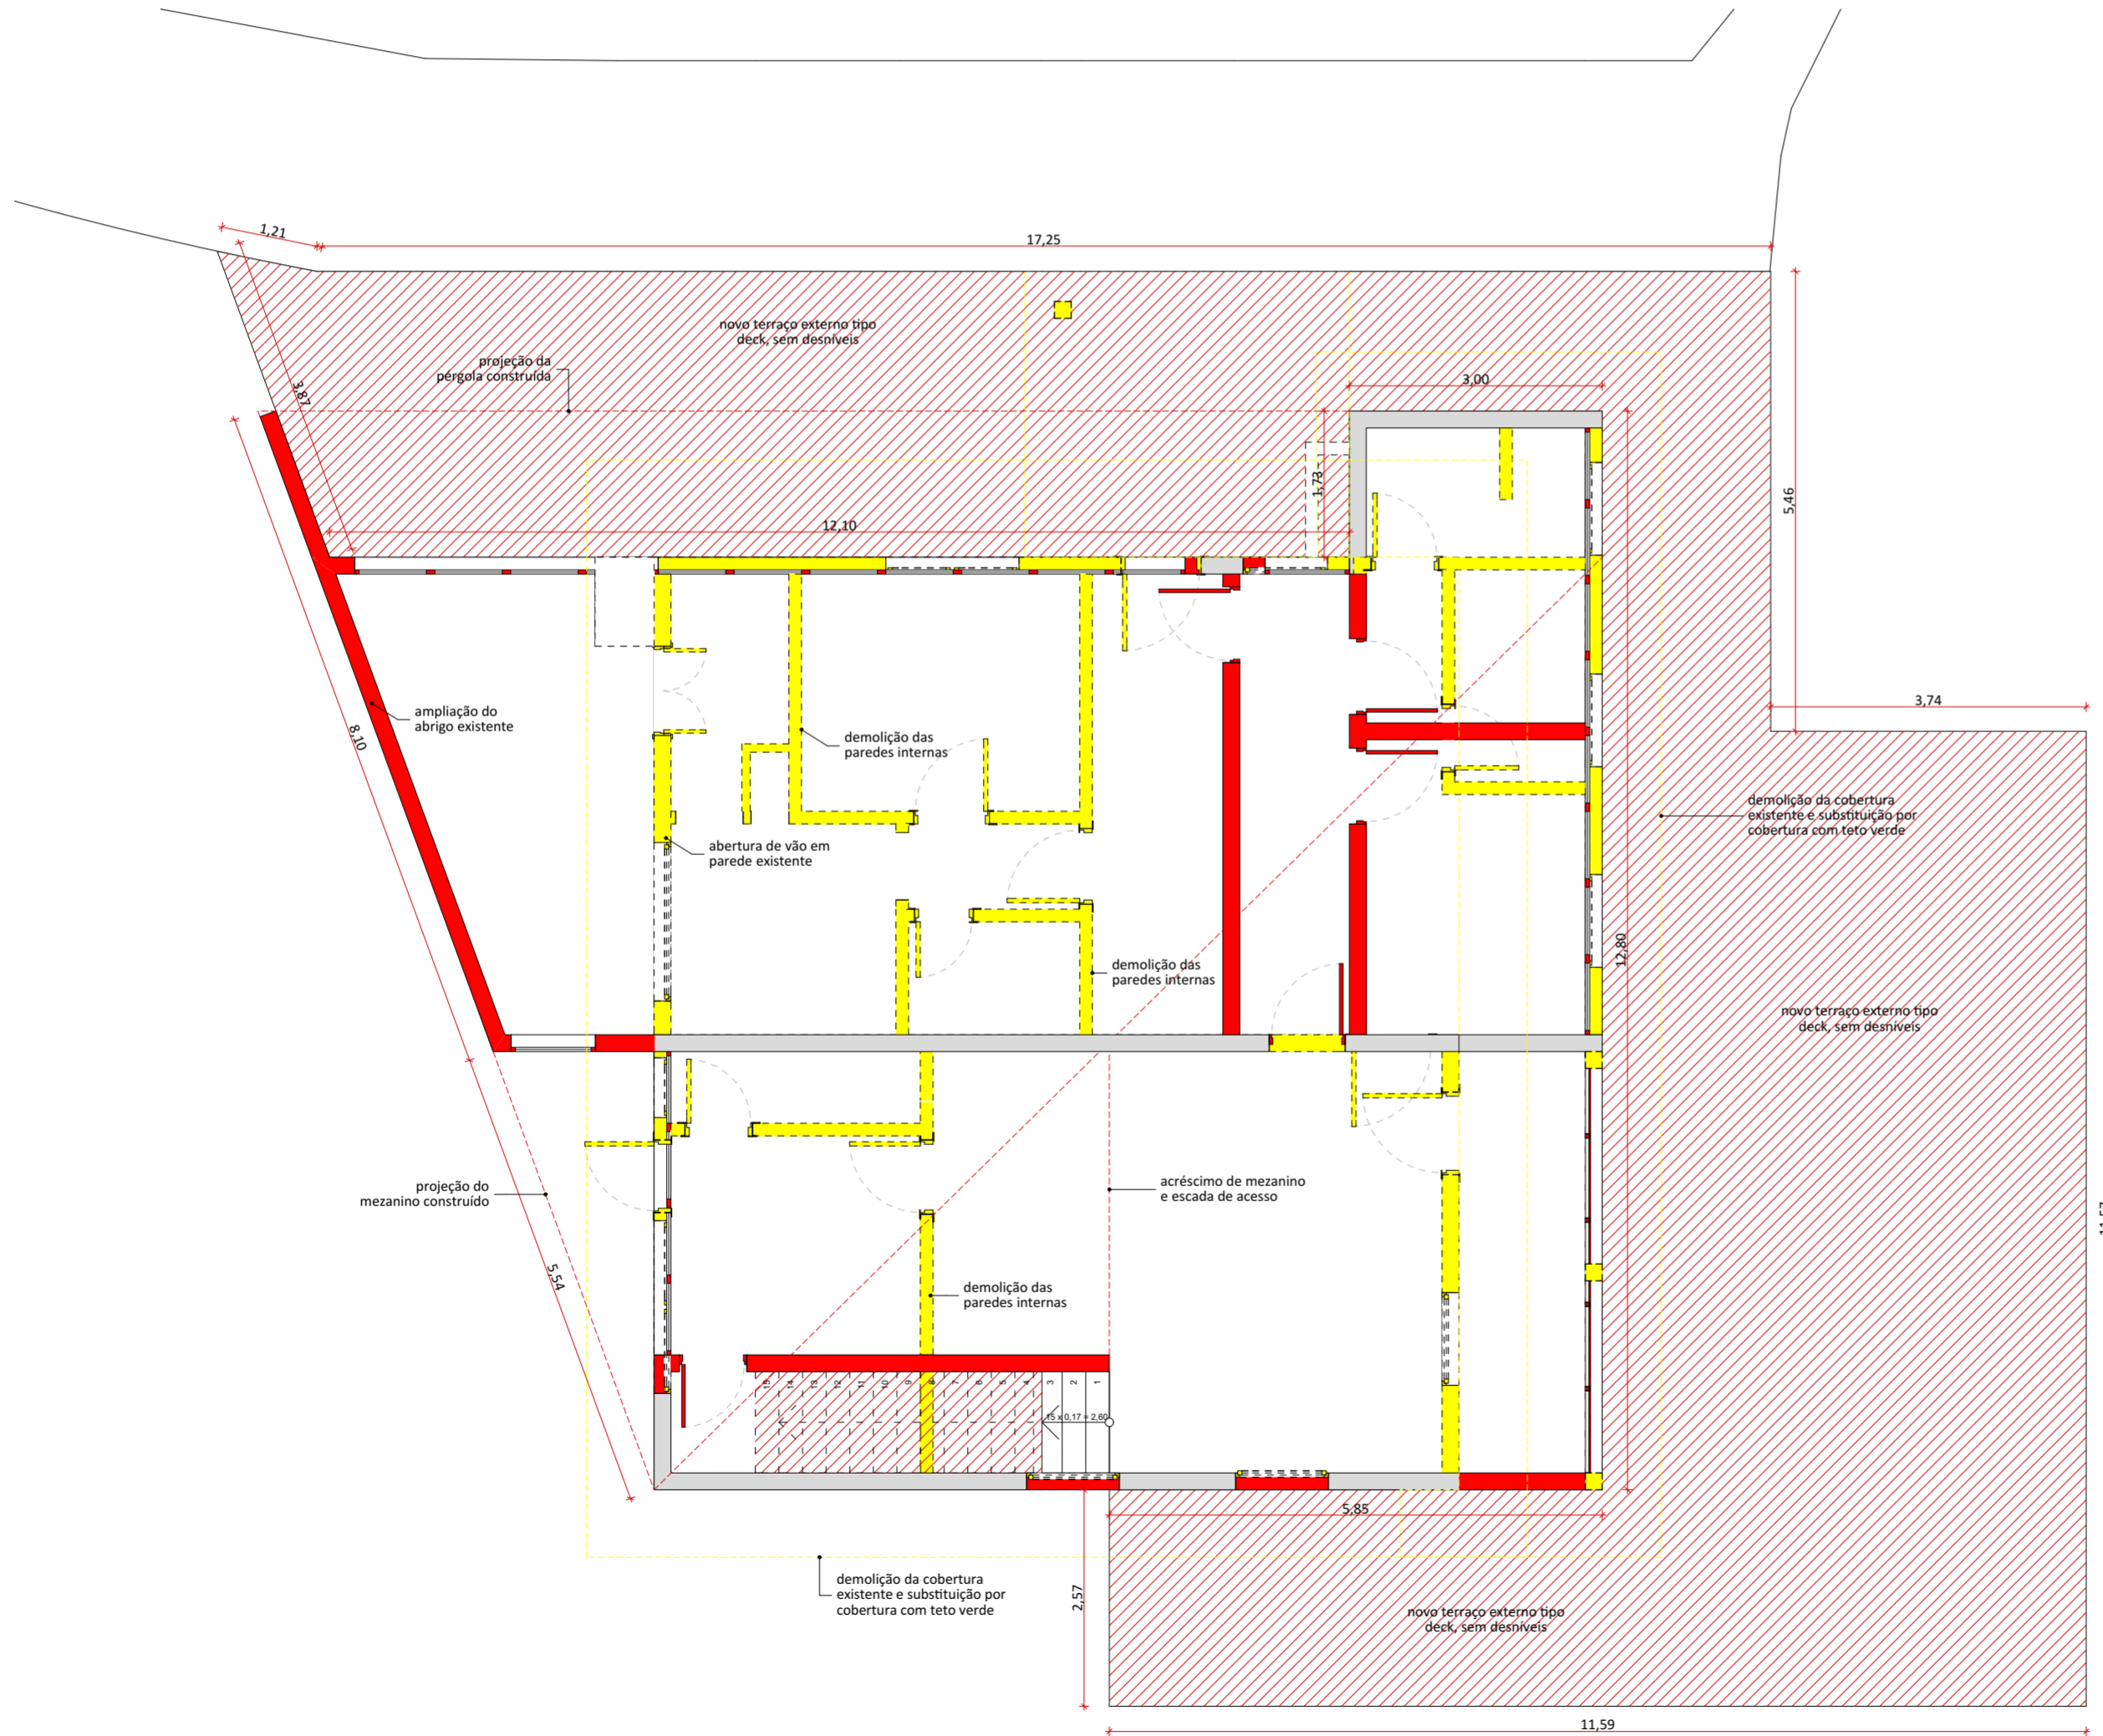 1,21
17,25
novo terraço externo tipo
deck, sem desníveis
projeção da
pérgola construída
3,87
3,00
1,73
5,46
12,10
3,74
ampliação do
abrigo existente
8,10
demolição das
paredes internas
demolição da cobertura
existente e substituição por
cobertura com teto verde
abertura de vão em
parede existente
12,80
demolição das
paredes internas
novo terraço externo tipo
deck, sem desníveis
projeção do
mezanino construído
acréscimo de mezanino
e escada de acesso
5,54
demolição das
paredes internas
15 14 13 12 11 10 9 8 7 6 5 4 3 2 1
15 x 0,17 = 2,60
5,85
demolição da cobertura
existente e substituição por
cobertura com teto verde
2,57
novo terraço externo tipo
deck, sem desníveis
11,59